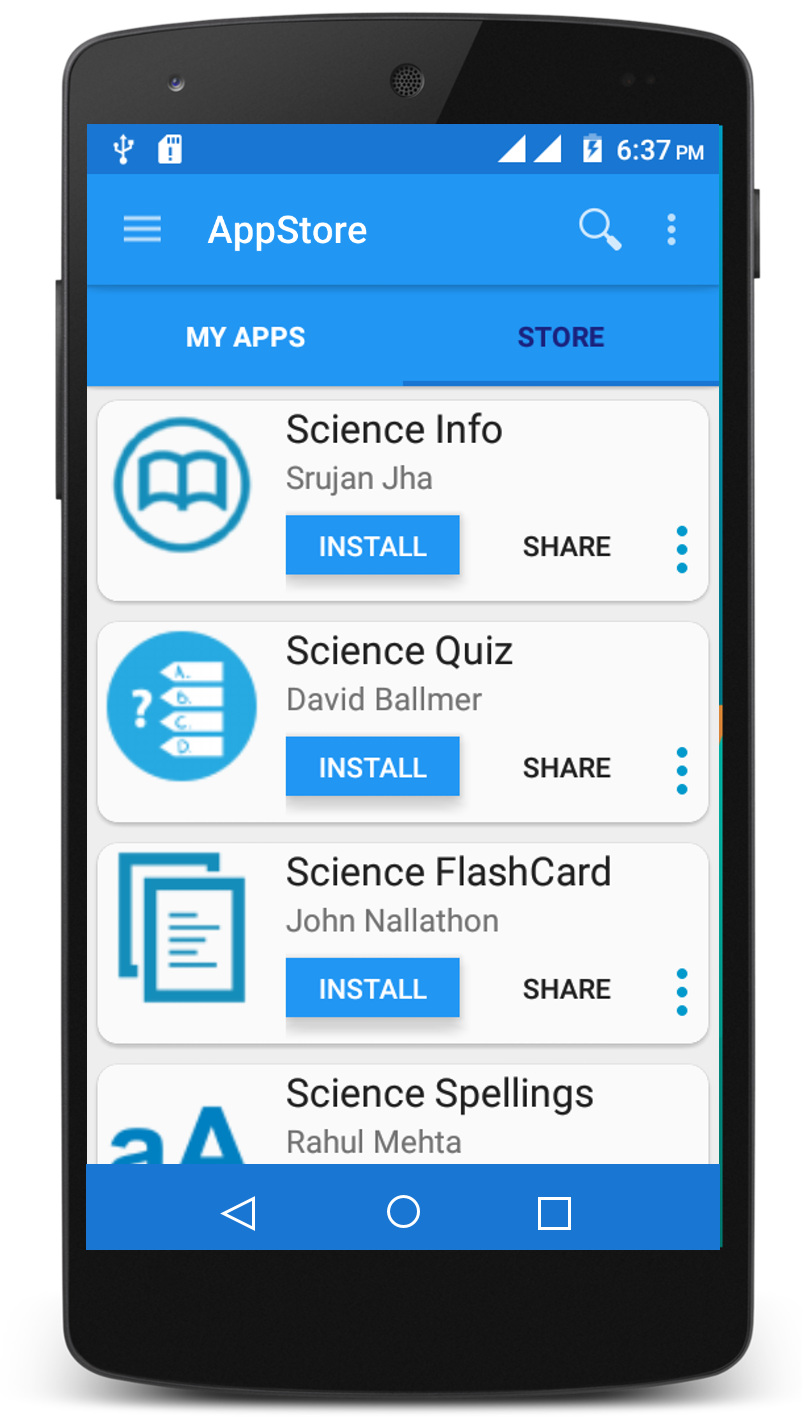 6:37 PM
AppStore
MY APPS STORE
Science Info
Srujan Jha
INSTALL SHARE
A.
Science Quiz
B.
?
David Ballmer
C.
D.
INSTALL SHARE
Science FlashCard
John Nallathon
INSTALL SHARE
Science Spellings
aA
Rahul Mehta